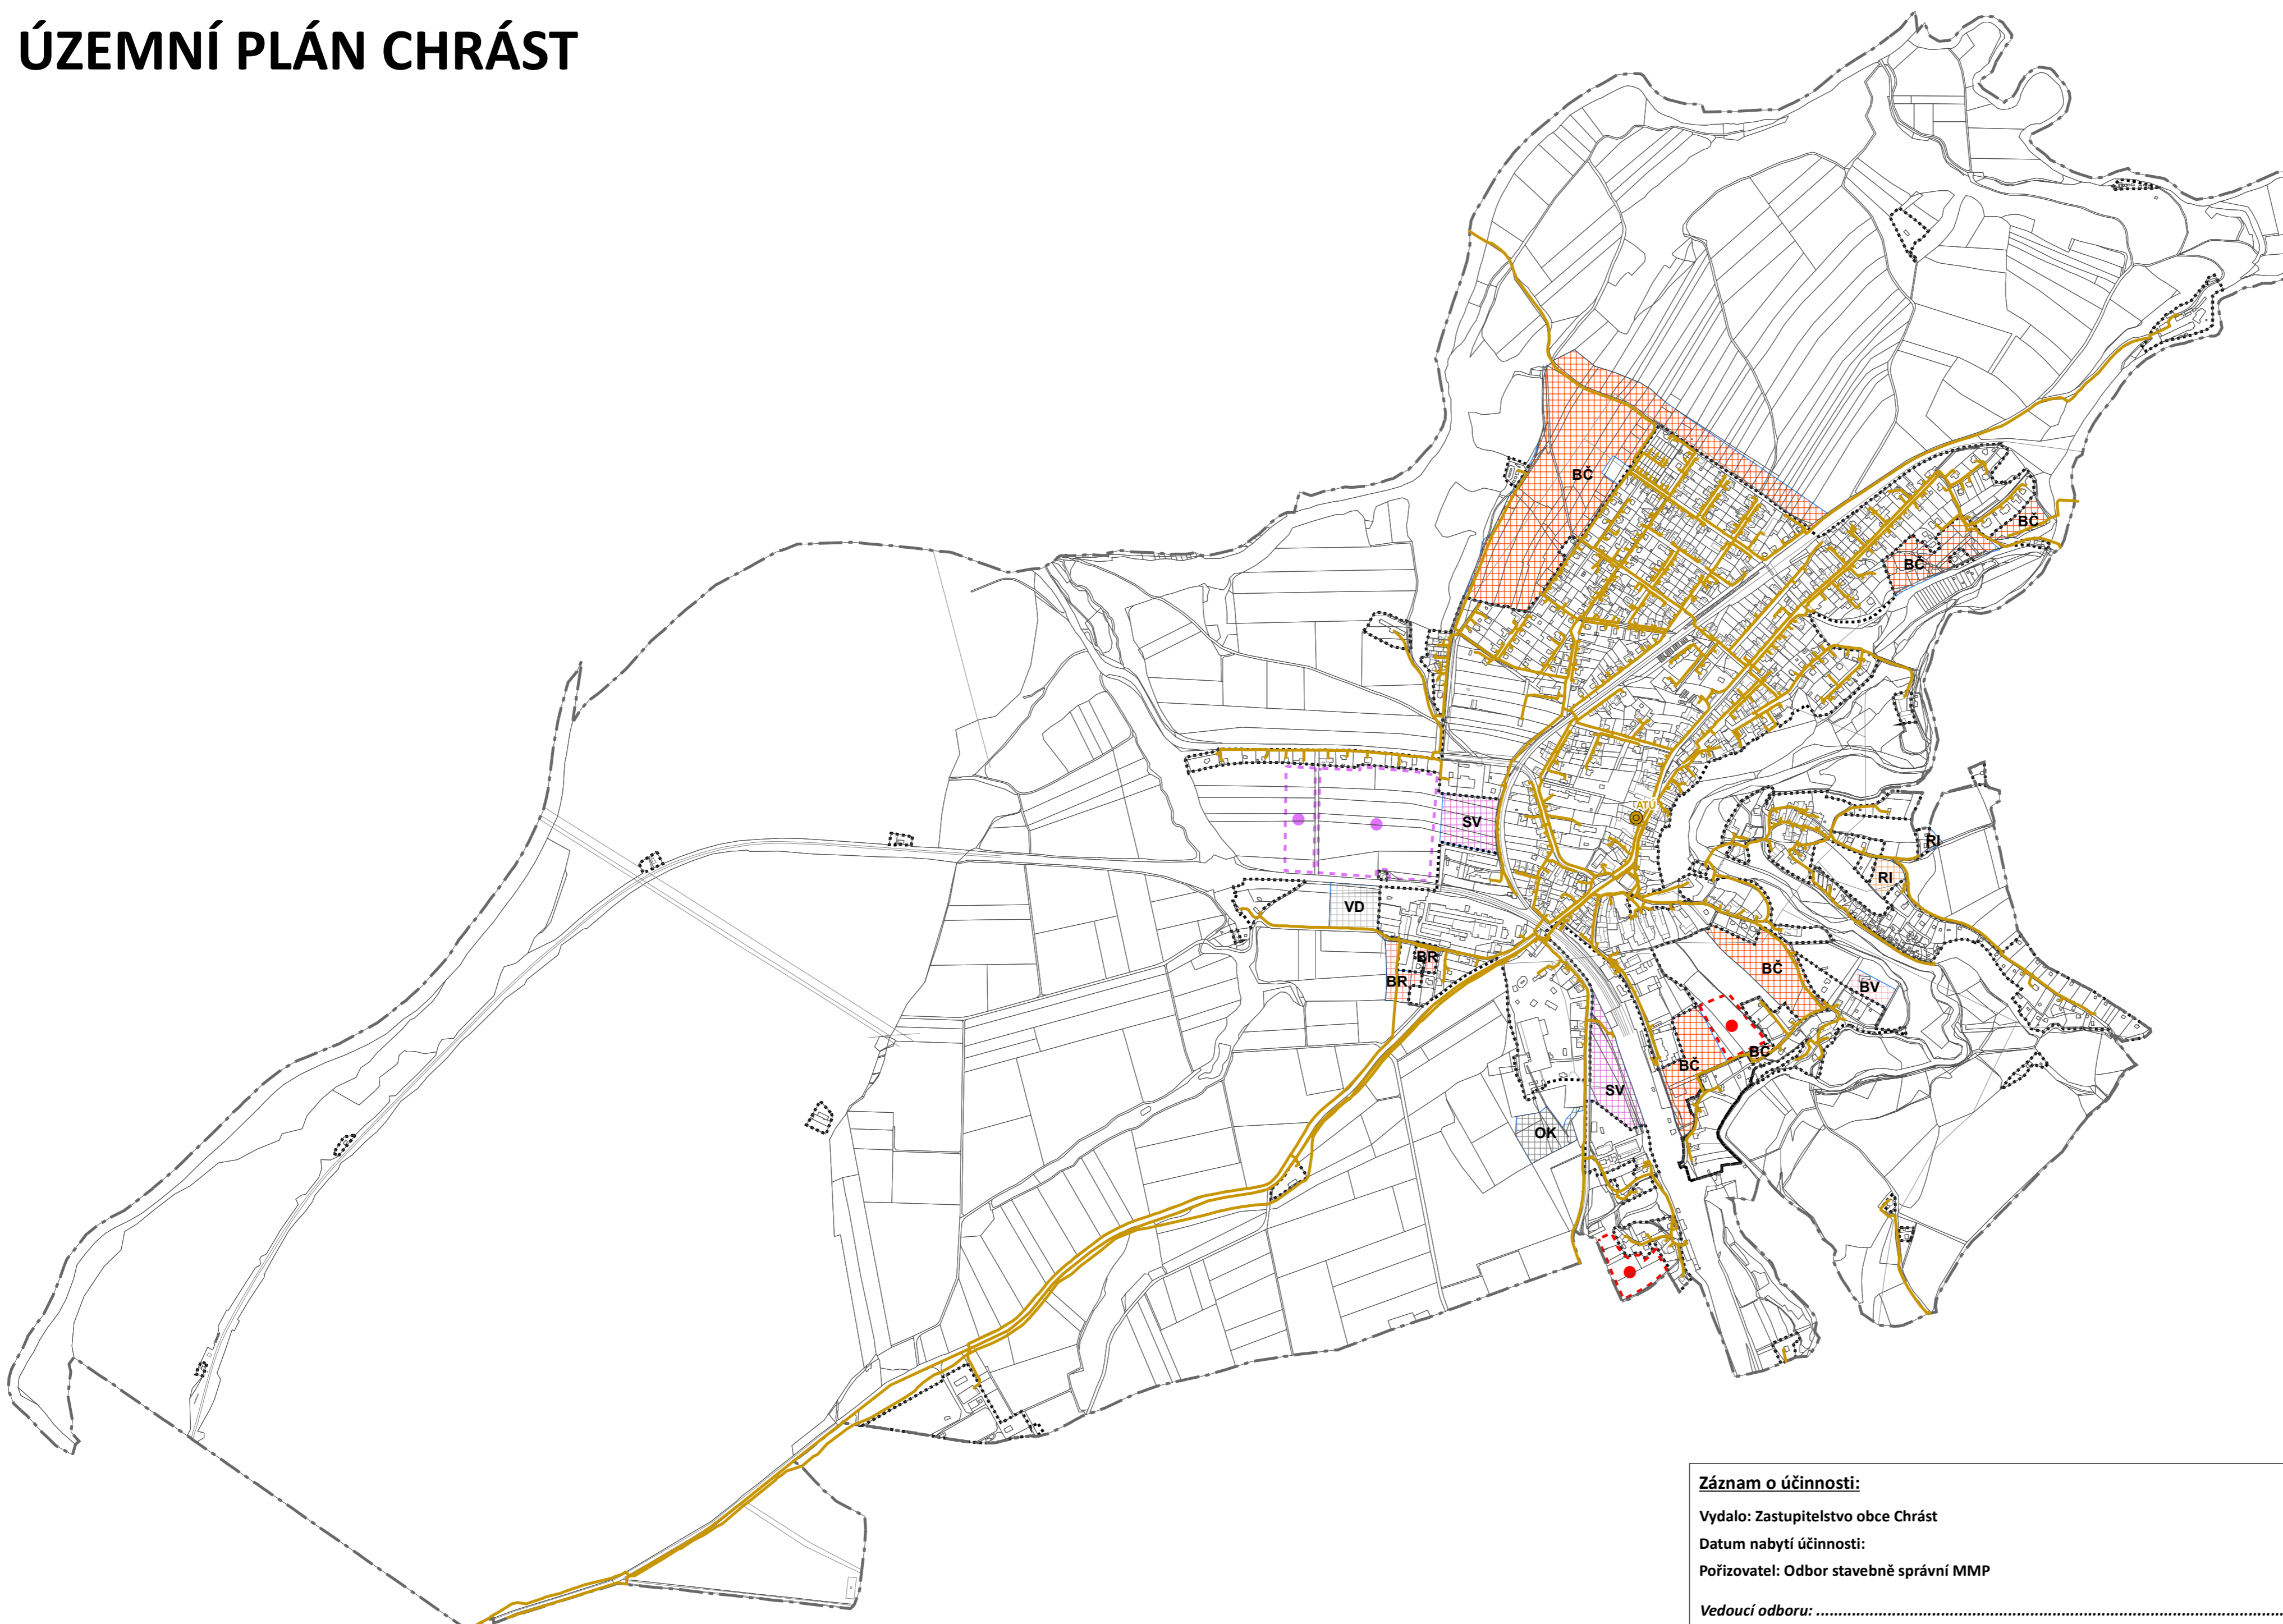 ÚZEMNÍ PLÁN CHRÁST
BČ
BČ
BČ
ATÚ
SV
RI
RI
VD
BR
BR
BČ
BV
BČ
BČ
SV
OK
Záznam o účinnosti:
Vydalo: Zastupitelstvo obce Chrást
Datum nabytí účinnosti:
Pořizovatel: Odbor stavebně správní MMP
Vedoucí odboru: ........................................................................................................